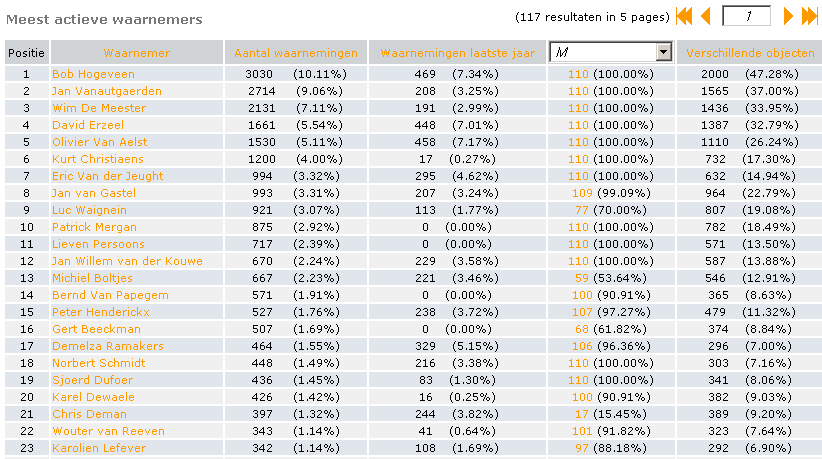 Meest actieve waarnemers (117 resultaten in 5 pages) 1
Positie Waarnemer Aantal waarnemingen Waarnemingen laatste jaar M Verschillende objecten
1 Bob Hogeveen 3030 (10.11%) 469 (7.34%) 110 (100.00%) 2000 (47.28%)
2 Jan Vanautgaerden 2714 (9.06%) 208 (3.25%) 110 (100.00%) 1565 (37.00%)
3 Wim De Meester 2131 (7.11%) 191 (2.99%) 110 (100.00%) 1436 (33.95%)
4 David Erzeel 1661 (5.54%) 448 (7.01%) 110 (100.00%) 1387 (32.79%)
5 Olivier Van Aelst 1530 (5.11%) 458 (7.17%) 110 (100.00%) 1110 (26.24%)
6 Kurt Christiaens 1200 (4.00%) 17 (0.27%) 110 (100.00%) 732 (17.30%)
7 Eric Van der Jeught 994 (3.32%) 295 (4.62%) 110 (100.00%) 632 (14.94%)
8 Jan van Gastel 993 (3.31%) 207 (3.24%) 109 (99.09%) 964 (22.79%)
9 Luc Waignein 921 (3.07%) 113 (1.77%) 77 (70.00%) 807 (19.08%)
10 Patrick Mergan 875 (2.92%) 0 (0.00%) 110 (100.00%) 782 (18.49%)
11 Lieven Persoons 717 (2.39%) 0 (0.00%) 110 (100.00%) 571 (13.50%)
12 Jan Willem van der Kouwe 670 (2.24%) 229 (3.58%) 110 (100.00%) 587 (13.88%)
13 Michiel Boltjes 667 (2.23%) 221 (3.46%) 59 (53.64%) 546 (12.91%)
14 Bernd Van Papegem 571 (1.91%) 0 (0.00%) 100 (90.91%) 365 (8.63%)
15 Peter Henderickx 527 (1.76%) 238 (3.72%) 107 (97.27%) 479 (11.32%)
16 Gert Beeckman 507 (1.69%) 0 (0.00%) 68 (61.82%) 374 (8.84%)
17 Demelza Ramakers 464 (1.55%) 329 (5.15%) 106 (96.36%) 296 (7.00%)
18 Norbert Schmidt 448 (1.49%) 216 (3.38%) 110 (100.00%) 303 (7.16%)
19 Sjoerd Dufoer 436 (1.45%) 83 (1.30%) 110 (100.00%) 341 (8.06%)
20 Karel Dewaele 426 (1.42%) 16 (0.25%) 100 (90.91%) 382 (9.03%)
21 Chris Deman 397 (1.32%) 244 (3.82%) 17 (15.45%) 389 (9.20%)
22 Wouter van Reeven 343 (1.14%) 41 (0.64%) 101 (91.82%) 323 (7.64%)
23 Karolien Lefever 342 (1.14%) 108 (1.69%) 97 (88.18%) 292 (6.90%)